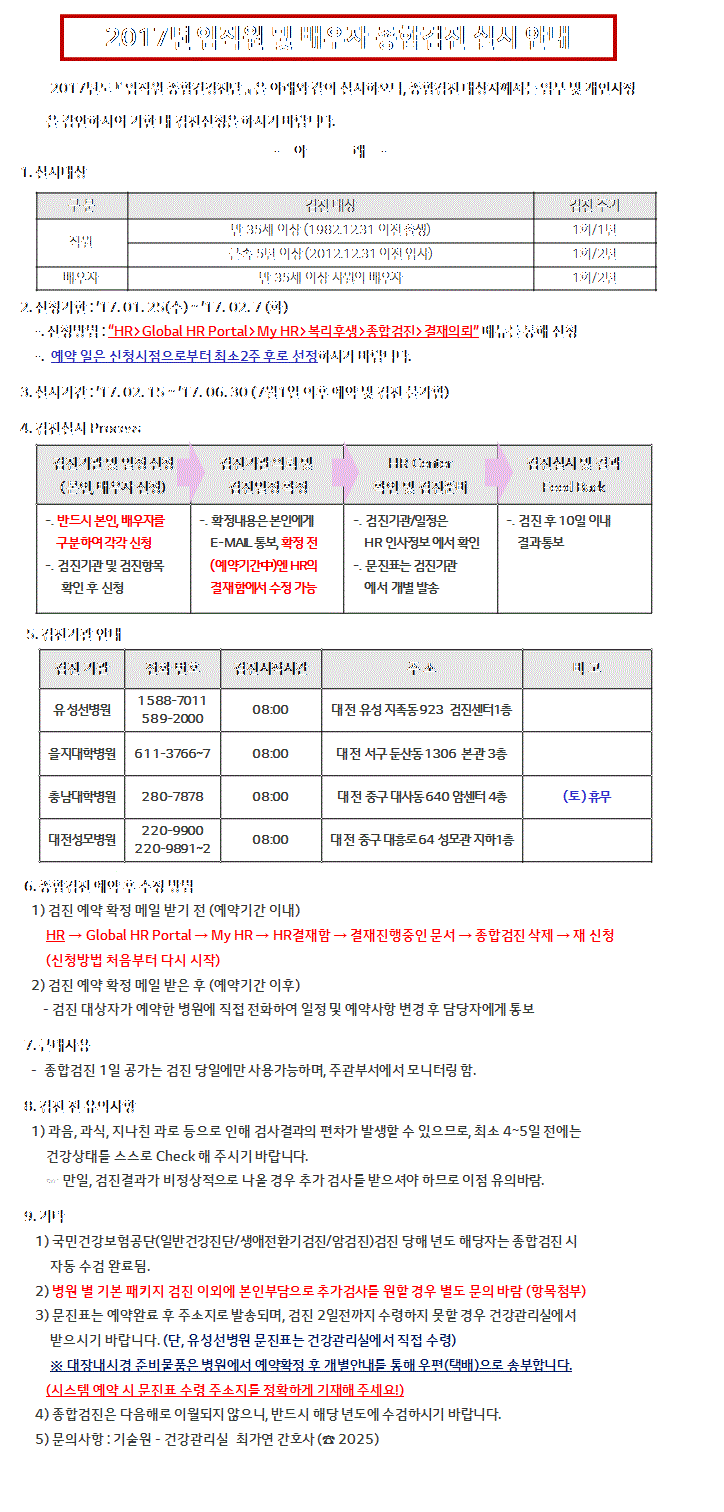 2017년 임직원 및 배우자 종합검진 실시 안내
2017년도 임직원 종합건강진단을 아래와 같이 실시하오니, 종합검진 대상자께서는 업무 및 개인사정
을 감안하시어 기한 내 검진신청을 하시기 바랍니다.
- 아 래 -
1. 실시대상
구 분 검진 대상 검진 주기
직원 만 35세 이상 (1982.12.31 이전 출생) 1회/1년
근속 5년 이상 (2012.12.31 이전 입사) 1회/2년
배우자 만 35세 이상 사원의 배우자 1회/2년
2. 신청기한 : '17. 01. 25(수) ~ '17. 02. 7 (화)
-. 신청방법 : "HR>Global HR Portal>My HR>복리후생>종합검진>결재의뢰" 메뉴를 통해 신청
-. 예약 일은 신청시점으로부터 최소2주 후로 선정하시기 바랍니다.
3. 실시기간 : '17. 02. 15 ~ '17. 06. 30 (7월1일 이후 예약 및 검진 불가함)
4. 검진실시 Process
검진기관 및 일정 신청 검진기관 의뢰 및 HR Center 검진실시 및 결과
(본인,배우자 신청) 검진일정 확정 확인 및 검진준비 Feed Back
-. 반드시 본인, 배우자를
구분하여 각각 신청
-. 검진기관 및 검진항목
확인 후 신청
-. 확정내용은 본인에게
E-MAIL 통보, 확정 전
(예약기간中)엔 HR의
결재함에서 수정 가능
-. 검진기관/일정은
HR 인사정보 에서 확인
-. 문진표는 검진기관
에서 개별 발송
-. 검진 후 10일 이내
결과통보
5. 검진기관 안내
검진 기관 전화 번호 검진시작시간 주 소 비 고
유성선병원 1588-7011 08:00 대전 유성 지족동 923 검진센터1층
589-2000
을지대학병원 611-3766~7 08:00 대전 서구 둔산동 1306 본관 3층
충남대학병원 280-7878 08:00 대전 중구 대사동 640 암센터 4층 (토) 휴무
대전성모병원 220-9900 08:00 대전 중구 대흥로 64 성모관 지하1층
220-9891~2
6. 종합검진 예약 후 수정 방법
1) 검진 예약 확정 메일 받기 전 (예약기간 이내)
HR → Global HR Portal → My HR → HR결재함 → 결재진행중인 문서 → 종합검진 삭제 → 재 신청
(신청방법 처음부터 다시 시작)
2) 검진 예약 확정 메일 받은 후 (예약기간 이후)
- 검진 대상자가 예약한 병원에 직접 전화하여 일정 및 예약사항 변경 후 담당자에게 통보
7. 근태사용
- 종합검진 1일 공가는 검진 당일에만 사용가능하며, 주관부서에서 모니터링 함.
8. 검진 전 유의사항
1) 과음, 과식, 지나친 과로 등으로 인해 검사결과의 편차가 발생할 수 있으므로, 최소 4~5일 전에는
건강상태를 스스로 Check 해 주시기 바랍니다.
☞ 만일, 검진결과가 비정상적으로 나올 경우 추가 검사를 받으셔야 하므로 이점 유의바람.
9. 기타
1) 국민건강보험공단(일반건강진단/생애전환기검진/암검진)검진 당해 년도 해당자는 종합검진 시
자동 수검 완료됨.
2) 병원 별 기본 패키지 검진 이외에 본인부담으로 추가검사를 원할 경우 별도 문의 바람 (항목첨부)
3) 문진표는 예약완료 후 주소지로 발송되며, 검진 2일전까지 수령하지 못할 경우 건강관리실에서
받으시기 바랍니다. (단, 유성선병원 문진표는 건강관리실에서 직접 수령)
※ 대장내시경 준비물품은 병원에서 예약확정 후 개별안내를 통해 우편(택배)으로 송부합니다.
(시스템 예약 시 문진표 수령 주소지를 정확하게 기재해 주세요!)
4) 종합검진은 다음해로 이월되지 않으니, 반드시 해당 년도에 수검하시기 바랍니다.
5) 문의사항 : 기술원 - 건강관리실 최가연 간호사 (☎ 2025)